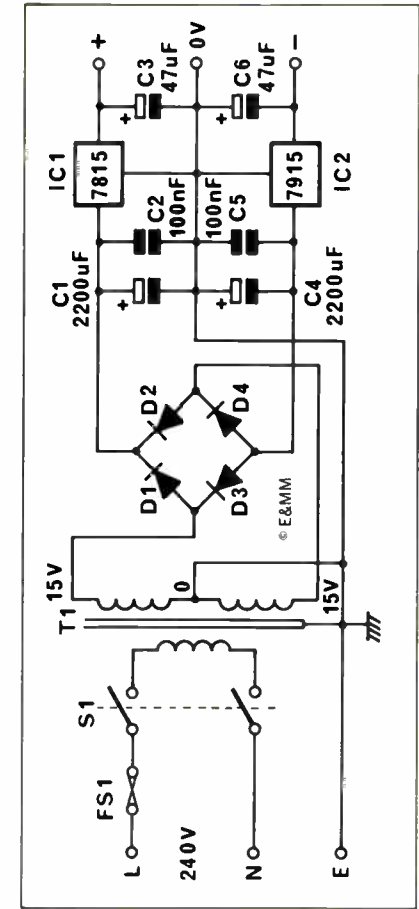 L
FS1
S1
240V
N
E
T1
15V
0
15V
D1
D2
D3
D4
© E&MM
C1
2200uF
C2
100nF
100nF
C5
C4
2200uF
IC1
7815
7915
IC2
+
+
+
+
C3
47uF
C6
47uF
+
0V
−